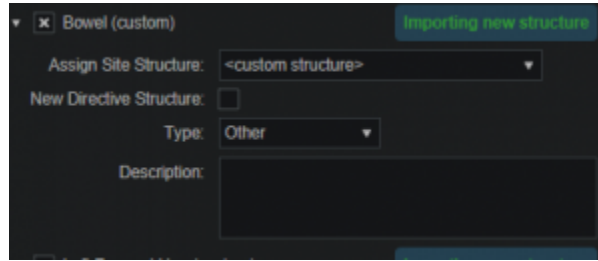 Bowel (custom) Importing new structure
Assign Site Structure: <custom structure>
New Directive Structure:
Type: Other
Description: